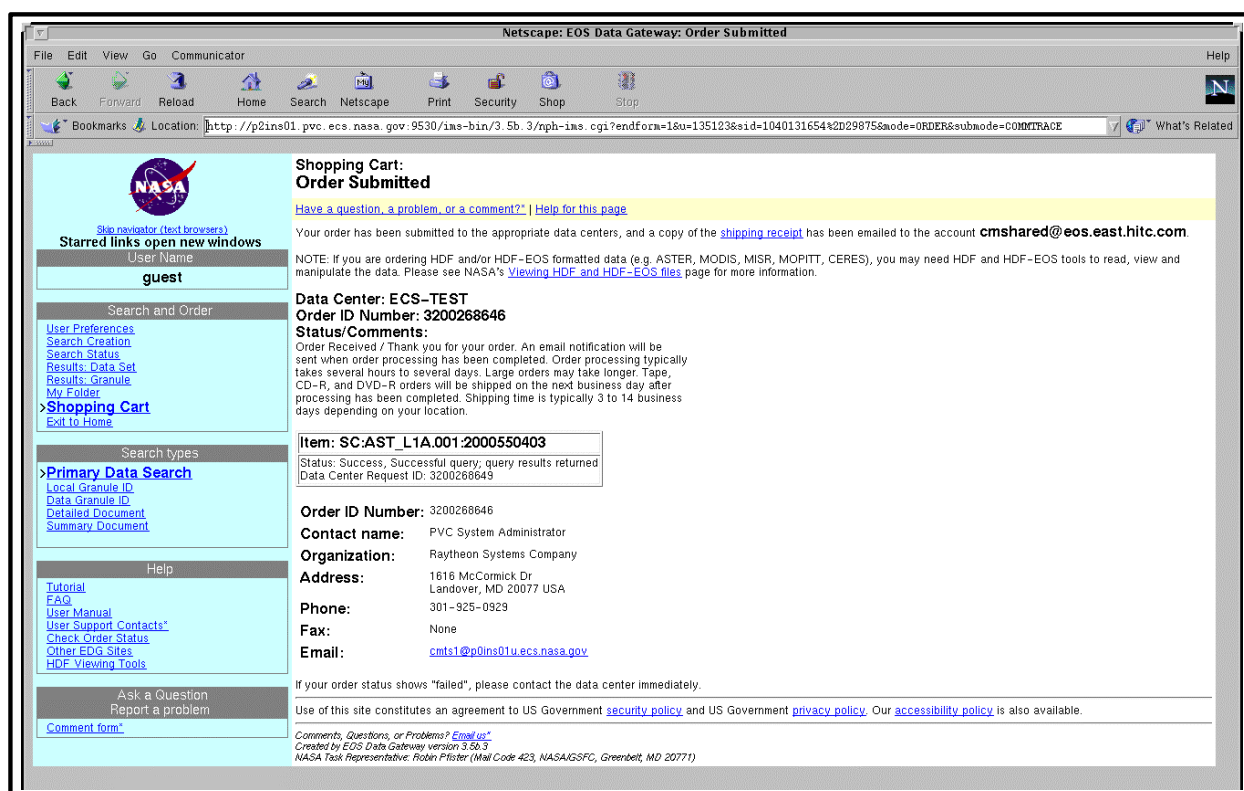 Netscape: EOS Data Gateway: Order Submitted
File Edit View Go Communicator Help
Back Forward Reload Home Search Netscape Print Security Shop Stop
My
N
Bookmarks Location: http://p2ins01.pvc.ecs.nasa.gov:9530/ims-bin/3.5b.3/nph-ims.cgi?endform=1&u=135123&sid=1040131654%2D29875&mode=ORDER&submode=COMMTRACE What's Related
NASA
Skip navigator (text browsers)
Starred links open new windows
User Name
guest
Search and Order
User Preferences
Search Creation
Search Status
Results: Data Set
Results: Granule
My Folder
>Shopping Cart
Exit to Home
Search types
>Primary Data Search
Local Granule ID
Data Granule ID
Detailed Document
Summary Document
Help
Tutorial
FAQ
User Manual
User Support Contacts*
Check Order Status
Other EDG Sites
HDF Viewing Tools
Ask a Question
Report a problem
Comment form*
Shopping Cart:
Order Submitted
Have a question, a problem, or a comment?* | Help for this page
Your order has been submitted to the appropriate data centers, and a copy of the shipping receipt has been emailed to the account cmshared@eos.east.hitc.com.
NOTE: If you are ordering HDF and/or HDF-EOS formatted data (e.g. ASTER, MODIS, MISR, MOPITT, CERES), you may need HDF and HDF-EOS tools to read, view and
manipulate the data. Please see NASA's Viewing HDF and HDF-EOS files page for more information.
Data Center: ECS-TEST
Order ID Number: 3200268646
Status/Comments:
Order Received / Thank you for your order. An email notification will be
sent when order processing has been completed. Order processing typically
takes several hours to several days. Large orders may take longer. Tape,
CD-R, and DVD-R orders will be shipped on the next business day after
processing has been completed. Shipping time is typically 3 to 14 business
days depending on your location.
Item: SC:AST_L1A.001:2000550403
Status: Success, Successful query; query results returned
Data Center Request ID: 3200268649
Order ID Number: 3200268646
Contact name: PVC System Administrator
Organization: Raytheon Systems Company
Address: 1616 McCormick Dr
Landover, MD 20077 USA
Phone: 301-925-0929
Fax: None
Email: cmts1@p0ins01u.ecs.nasa.gov
If your order status shows "failed", please contact the data center immediately.
Use of this site constitutes an agreement to US Government security policy and US Government privacy policy. Our accessibility policy is also available.
Comments, Questions, or Problems? Email us*
Created by EOS Data Gateway version 3.5b.3
NASA Task Representative: Robin Pfister (Mail Code 423, NASA/GSFC, Greenbelt, MD 20771)